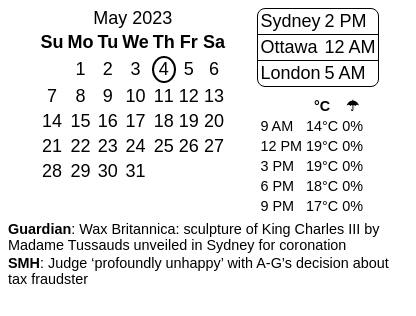 May 2023
Su Mo Tu We Th Fr Sa
1 2 3 4 5 6
7 8 9 10 11 12 13
14 15 16 17 18 19 20
21 22 23 24 25 26 27
28 29 30 31
Sydney 2 PM
Ottawa 12 AM
London 5 AM
°C ☂
9 AM 14°C 0%
12 PM 19°C 0%
3 PM 19°C 0%
6 PM 18°C 0%
9 PM 17°C 0%
Guardian: Wax Britannica: sculpture of King Charles III by
Madame Tussauds unveiled in Sydney for coronation
SMH: Judge ‘profoundly unhappy’ with A-G’s decision about
tax fraudster